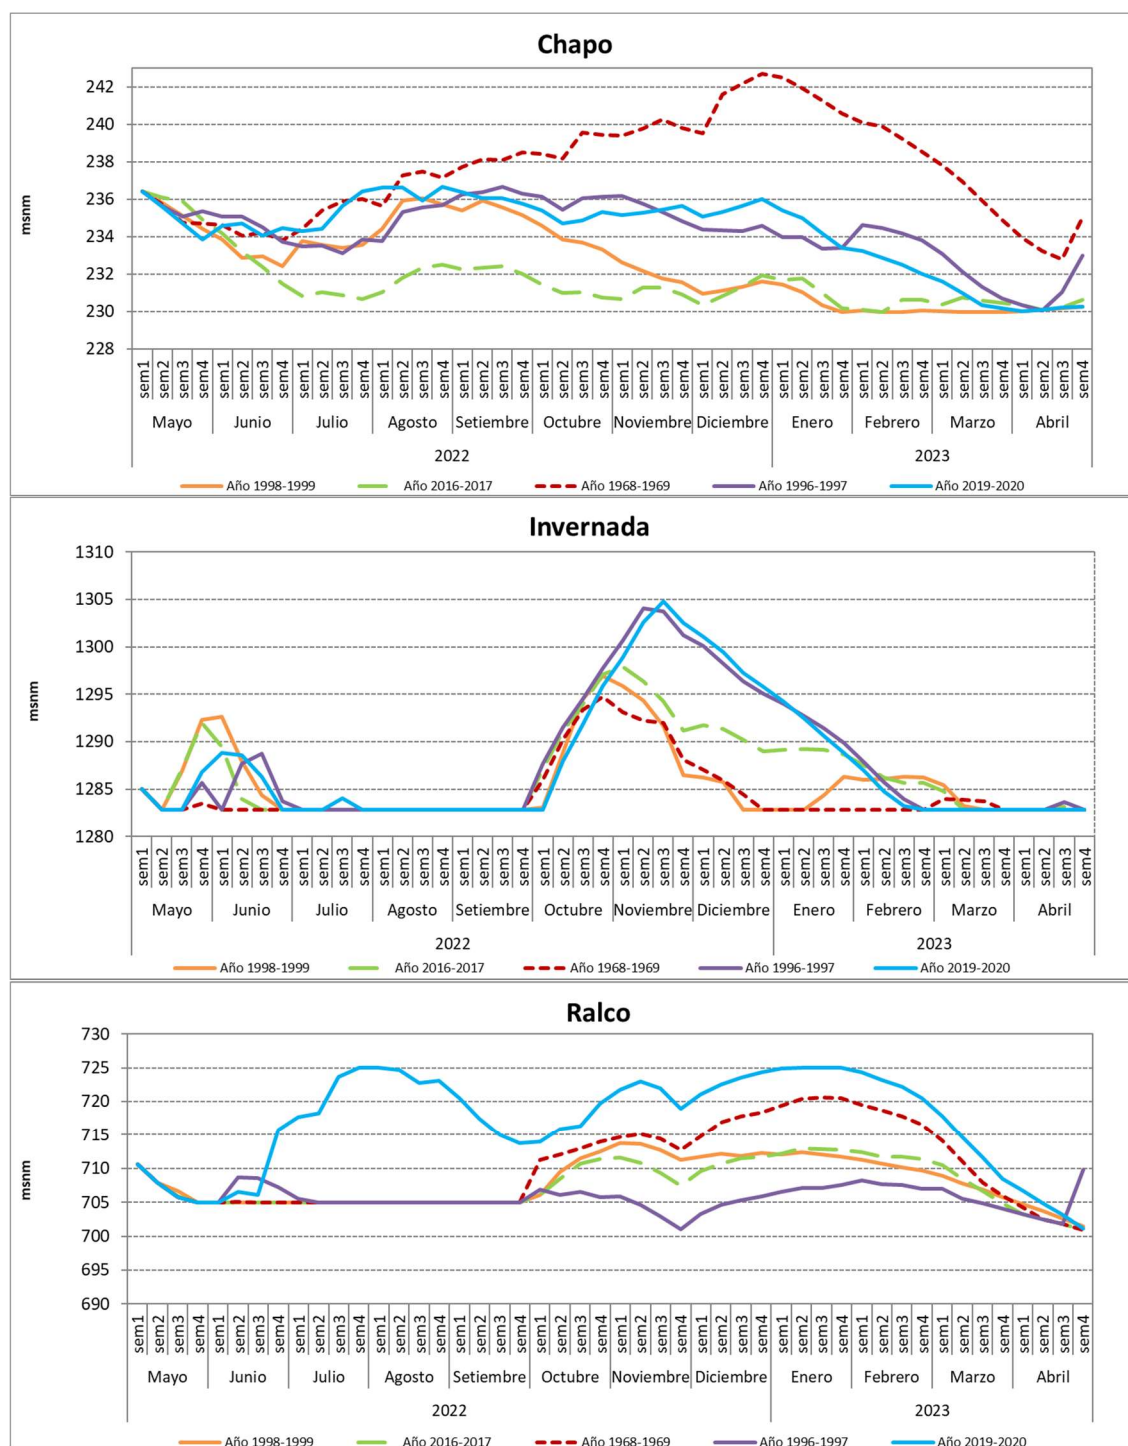 Chapo
msnm
242
240
238
236
234
232
230
228
sem1 sem2 sem3 sem4 sem1 sem2 sem3 sem4 sem1 sem2 sem3 sem4 sem1 sem2 sem3 sem4 sem1 sem2 sem3 sem4 sem1 sem2 sem3 sem4 sem1 sem2 sem3 sem4 sem1 sem2 sem3 sem4 sem1 sem2 sem3 sem4 sem1 sem2 sem3 sem4 sem1 sem2 sem3 sem4 sem1 sem2 sem3 sem4
Mayo Junio Julio Agosto Setiembre Octubre Noviembre Diciembre Enero Febrero Marzo Abril
2022 2023
Año 1998-1999 Año 2016-2017 Año 1968-1969 Año 1996-1997 Año 2019-2020
Invernada
msnm
1310
1305
1300
1295
1290
1285
1280
sem1 sem2 sem3 sem4 sem1 sem2 sem3 sem4 sem1 sem2 sem3 sem4 sem1 sem2 sem3 sem4 sem1 sem2 sem3 sem4 sem1 sem2 sem3 sem4 sem1 sem2 sem3 sem4 sem1 sem2 sem3 sem4 sem1 sem2 sem3 sem4 sem1 sem2 sem3 sem4 sem1 sem2 sem3 sem4 sem1 sem2 sem3 sem4
Mayo Junio Julio Agosto Setiembre Octubre Noviembre Diciembre Enero Febrero Marzo Abril
2022 2023
Año 1998-1999 Año 2016-2017 Año 1968-1969 Año 1996-1997 Año 2019-2020
Ralco
msnm
730
725
720
715
710
705
700
695
690
sem1 sem2 sem3 sem4 sem1 sem2 sem3 sem4 sem1 sem2 sem3 sem4 sem1 sem2 sem3 sem4 sem1 sem2 sem3 sem4 sem1 sem2 sem3 sem4 sem1 sem2 sem3 sem4 sem1 sem2 sem3 sem4 sem1 sem2 sem3 sem4 sem1 sem2 sem3 sem4 sem1 sem2 sem3 sem4 sem1 sem2 sem3 sem4
Mayo Junio Julio Agosto Setiembre Octubre Noviembre Diciembre Enero Febrero Marzo Abril
2022 2023
Año 1998-1999 Año 2016-2017 Año 1968-1969 Año 1996-1997 Año 2019-2020